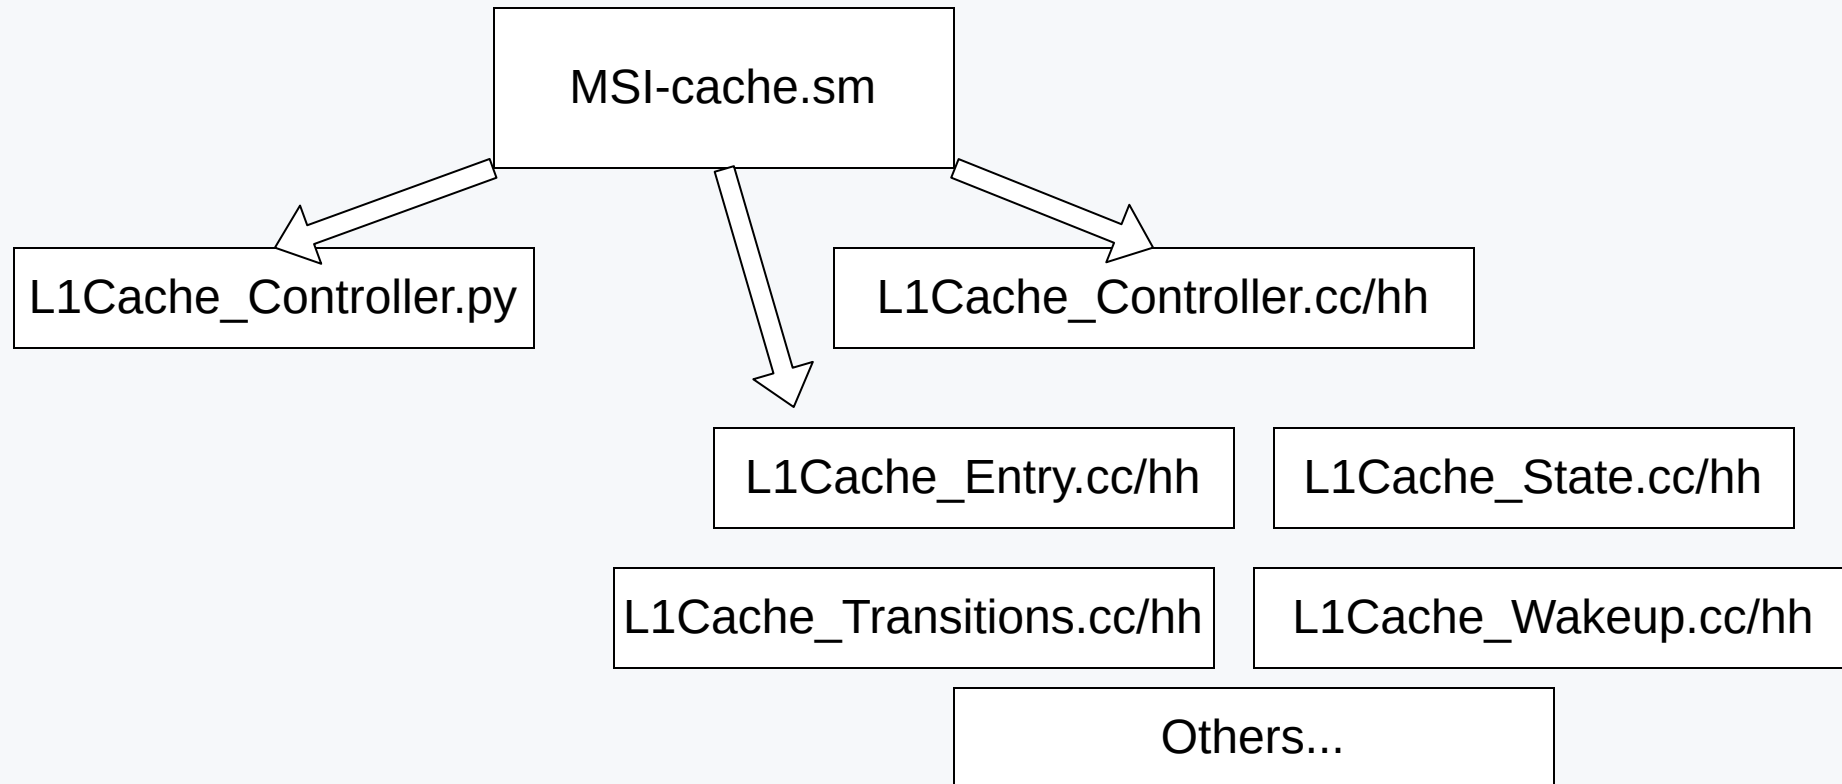 MSI-cache.sm
L1Cache_Controller.py
L1Cache_Controller.cc/hh
L1Cache_Entry.cc/hh
L1Cache_State.cc/hh
L1Cache_Transitions.cc/hh
L1Cache_Wakeup.cc/hh
Others...